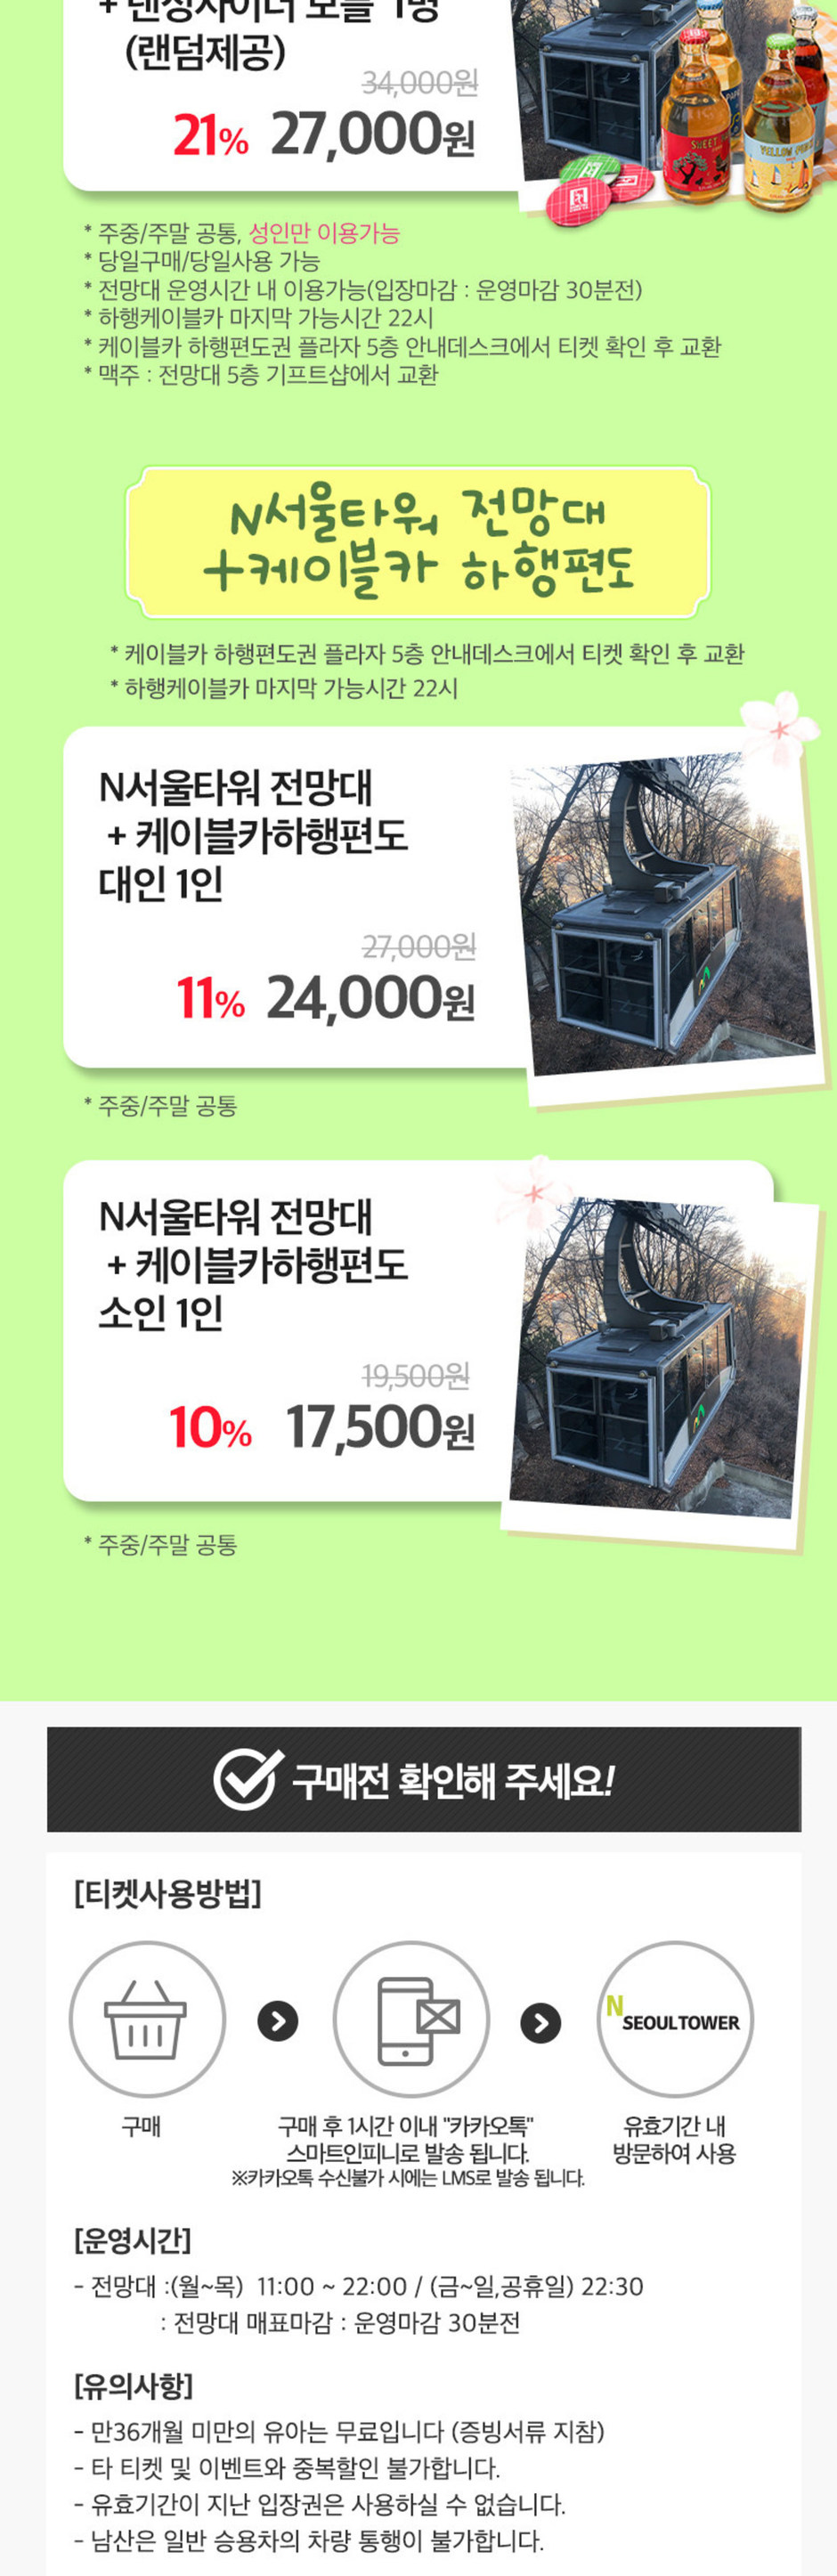 (랜덤제공)
34,000원
21% 27,000원
SWEET
* 주중/주말 공통, 성인만 이용가능
* 당일구매/당일사용 가능
* 전망대 운영시간 내 이용가능(입장마감 : 운영마감 30분전)
* 하행케이블카 마지막 가능시간 22시
* 케이블카 하행편도권 플라자 5층 안내데스크에서 티켓 확인 후 교환
* 맥주 : 전망대 5층 기프트샵에서 교환
N서울타워 전망대
+케이블카 하행편도
* 케이블카 하행편도권 플라자 5층 안내데스크에서 티켓 확인 후 교환
* 하행케이블카 마지막 가능시간 22시
N서울타워 전망대
+ 케이블카하행편도
대인 1인
27,000원
11% 24,000원
* 주중/주말 공통
N서울타워 전망대
+ 케이블카하행편도
소인 1인
19,500원
10% 17,500원
* 주중/주말 공통
구매전 확인해 주세요!
[티켓사용방법]
N SEOULTOWER
구매
구매 후 1시간 이내 "카카오톡"
스마트인피니로 발송 됩니다.
※카카오톡 수신불가 시에는 LMS로 발송 됩니다.
유효기간 내
방문하여 사용
[운영시간]
- 전망대 :(월~목) 11:00 ~ 22:00 / (금~일,공휴일) 22:30
: 전망대 매표마감 : 운영마감 30분전
[유의사항]
- 만36개월 미만의 유아는 무료입니다 (증빙서류 지참)
- 타 티켓 및 이벤트와 중복할인 불가합니다.
- 유효기간이 지난 입장권은 사용하실 수 없습니다.
- 남산은 일반 승용차의 차량 통행이 불가합니다.